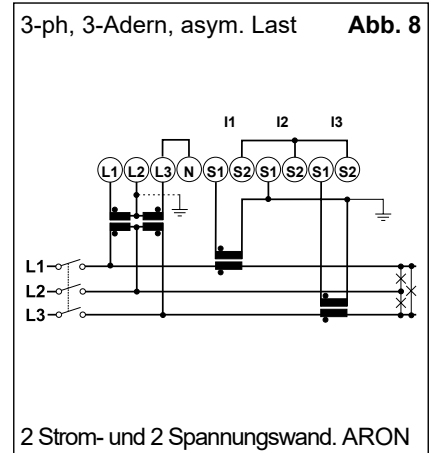 3-ph, 3-Adern, asym. Last Abb. 8
I1 I2 I3
L1 L2 L3 N S1 S2 S1 S2 S1 S2
L1
L2
L3
2 Strom- und 2 Spannungswand. ARON